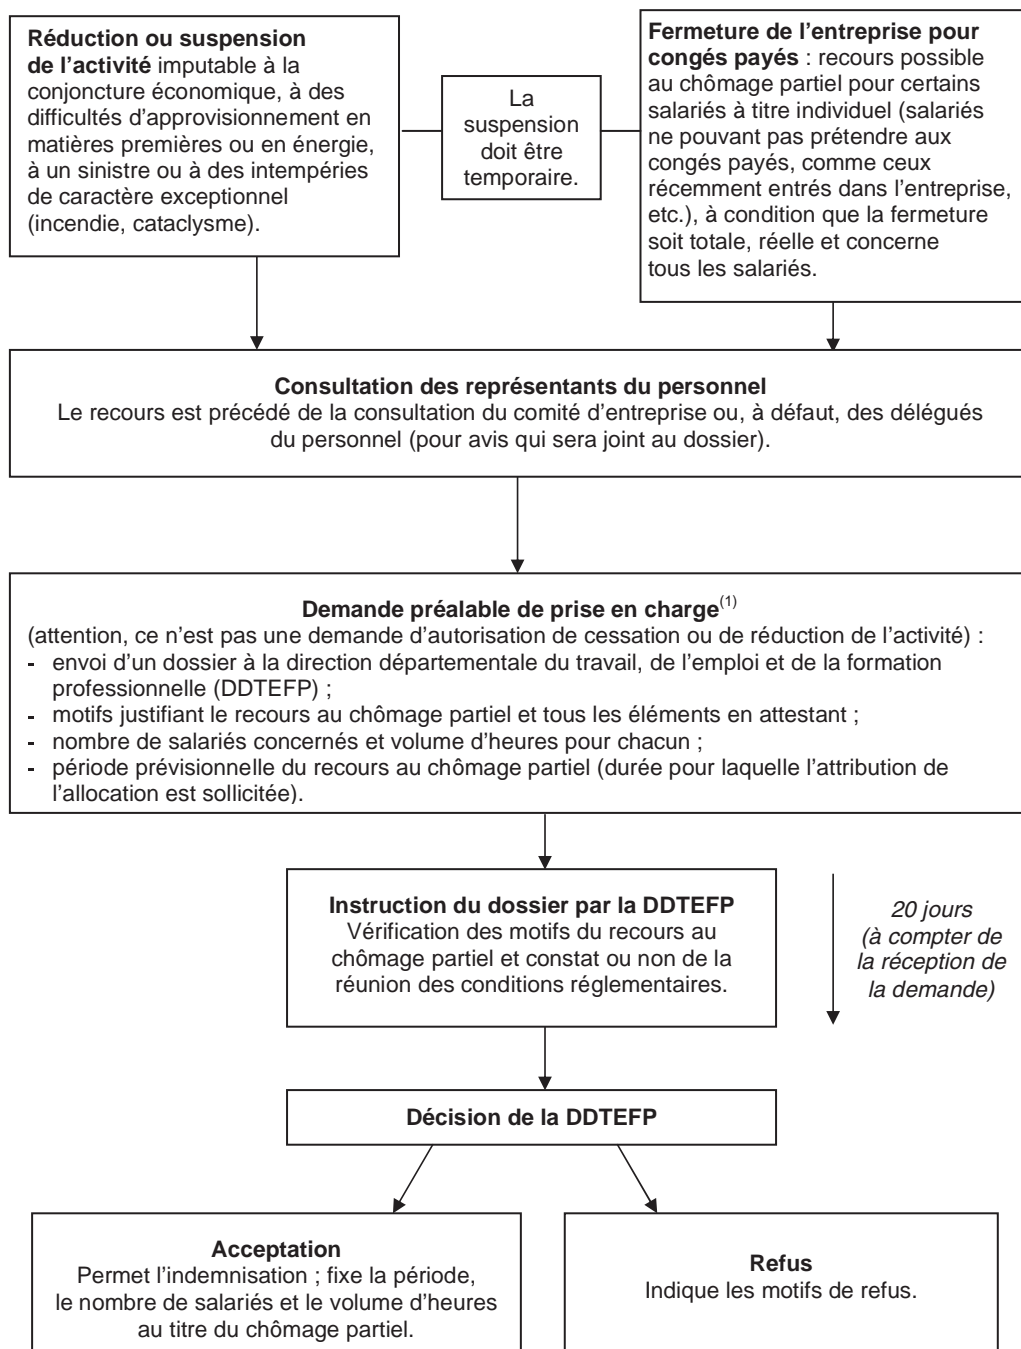 Réduction ou suspension
de l’activité imputable à la
conjoncture économique, à des
difficultés d’approvisionnement en
matières premières ou en énergie,
à un sinistre ou à des intempéries
de caractère exceptionnel
(incendie, cataclysme).
La
suspension
doit être
temporaire.
Fermeture de l’entreprise pour
congés payés : recours possible
au chômage partiel pour certains
salariés à titre individuel (salariés
ne pouvant pas prétendre aux
congés payés, comme ceux
récemment entrés dans l’entreprise,
etc.), à condition que la fermeture
soit totale, réelle et concerne
tous les salariés.
Consultation des représentants du personnel
Le recours est précédé de la consultation du comité d’entreprise ou, à défaut, des délégués
du personnel (pour avis qui sera joint au dossier).
Demande préalable de prise en charge(1)
(attention, ce n’est pas une demande d’autorisation de cessation ou de réduction de l’activité) :
- envoi d’un dossier à la direction départementale du travail, de l’emploi et de la formation
professionnelle (DDTEFP) ;
- motifs justifiant le recours au chômage partiel et tous les éléments en attestant ;
- nombre de salariés concernés et volume d’heures pour chacun ;
- période prévisionnelle du recours au chômage partiel (durée pour laquelle l’attribution de
l’allocation est sollicitée).
Instruction du dossier par la DDTEFP
Vérification des motifs du recours au
chômage partiel et constat ou non de la
réunion des conditions réglementaires.
20 jours
(à compter de
la réception de
la demande)
Décision de la DDTEFP
Acceptation
Permet l’indemnisation ; fixe la période,
le nombre de salariés et le volume d’heures
au titre du chômage partiel.
Refus
Indique les motifs de refus.